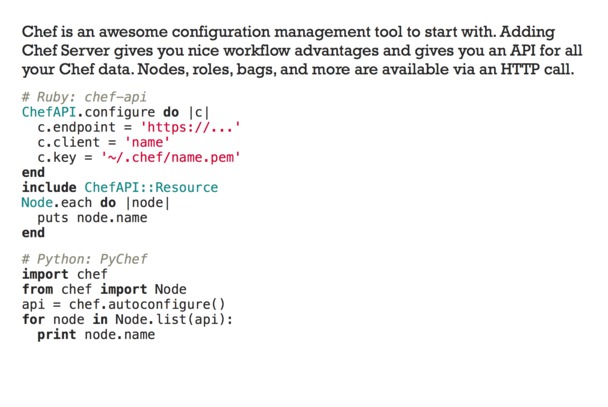 Chef is an awesome configuration management tool to start with. Adding
Chef Server gives you nice workflow advantages and gives you an API for all
your Chef data. Nodes, roles, bags, and more are available via an HTTP call.
# Ruby: chef-api
ChefAPI.configure do |c|
  c.endpoint = 'https://...'
  c.client = 'name'
  c.key = '~/.chef/name.pem'
end
include ChefAPI::Resource
Node.each do |node|
  puts node.name
end
# Python: PyChef
import chef
from chef import Node
api = chef.autoconfigure()
for node in Node.list(api):
  print node.name